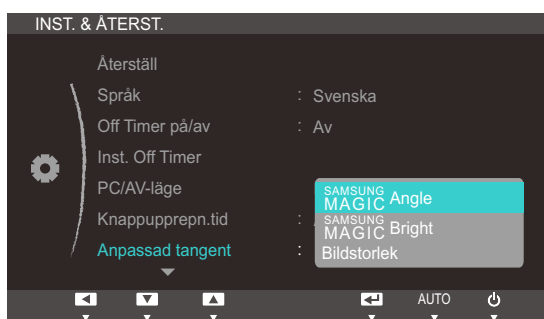 INST. & ÅTERST.
Återställ
Språk : Svenska
Off Timer på/av : Av
Inst. Off Timer
PC/AV-läge
Knappupprepn.tid :
Anpassad tangent :
SAMSUNG MAGIC Angle
SAMSUNG MAGIC Bright
Bildstorlek
AUTO